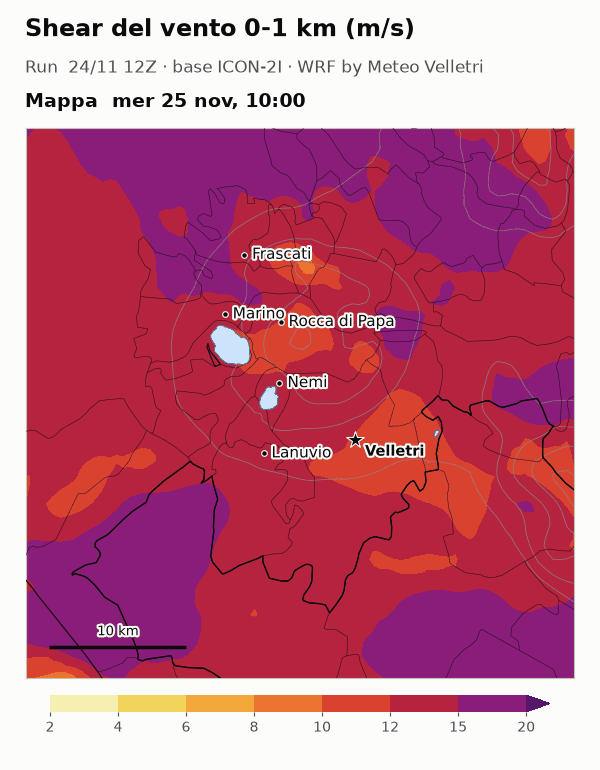 Shear del vento 0-1 km (m/s)
Run  24/11 12Z · base ICON-2I · WRF by Meteo Velletri
Mappa  mer 25 nov, 10:00
Frascati
Marino
Rocca di Papa
Nemi
Velletri
Lanuvio
10 km
2 4 6 8 10 12 15 20